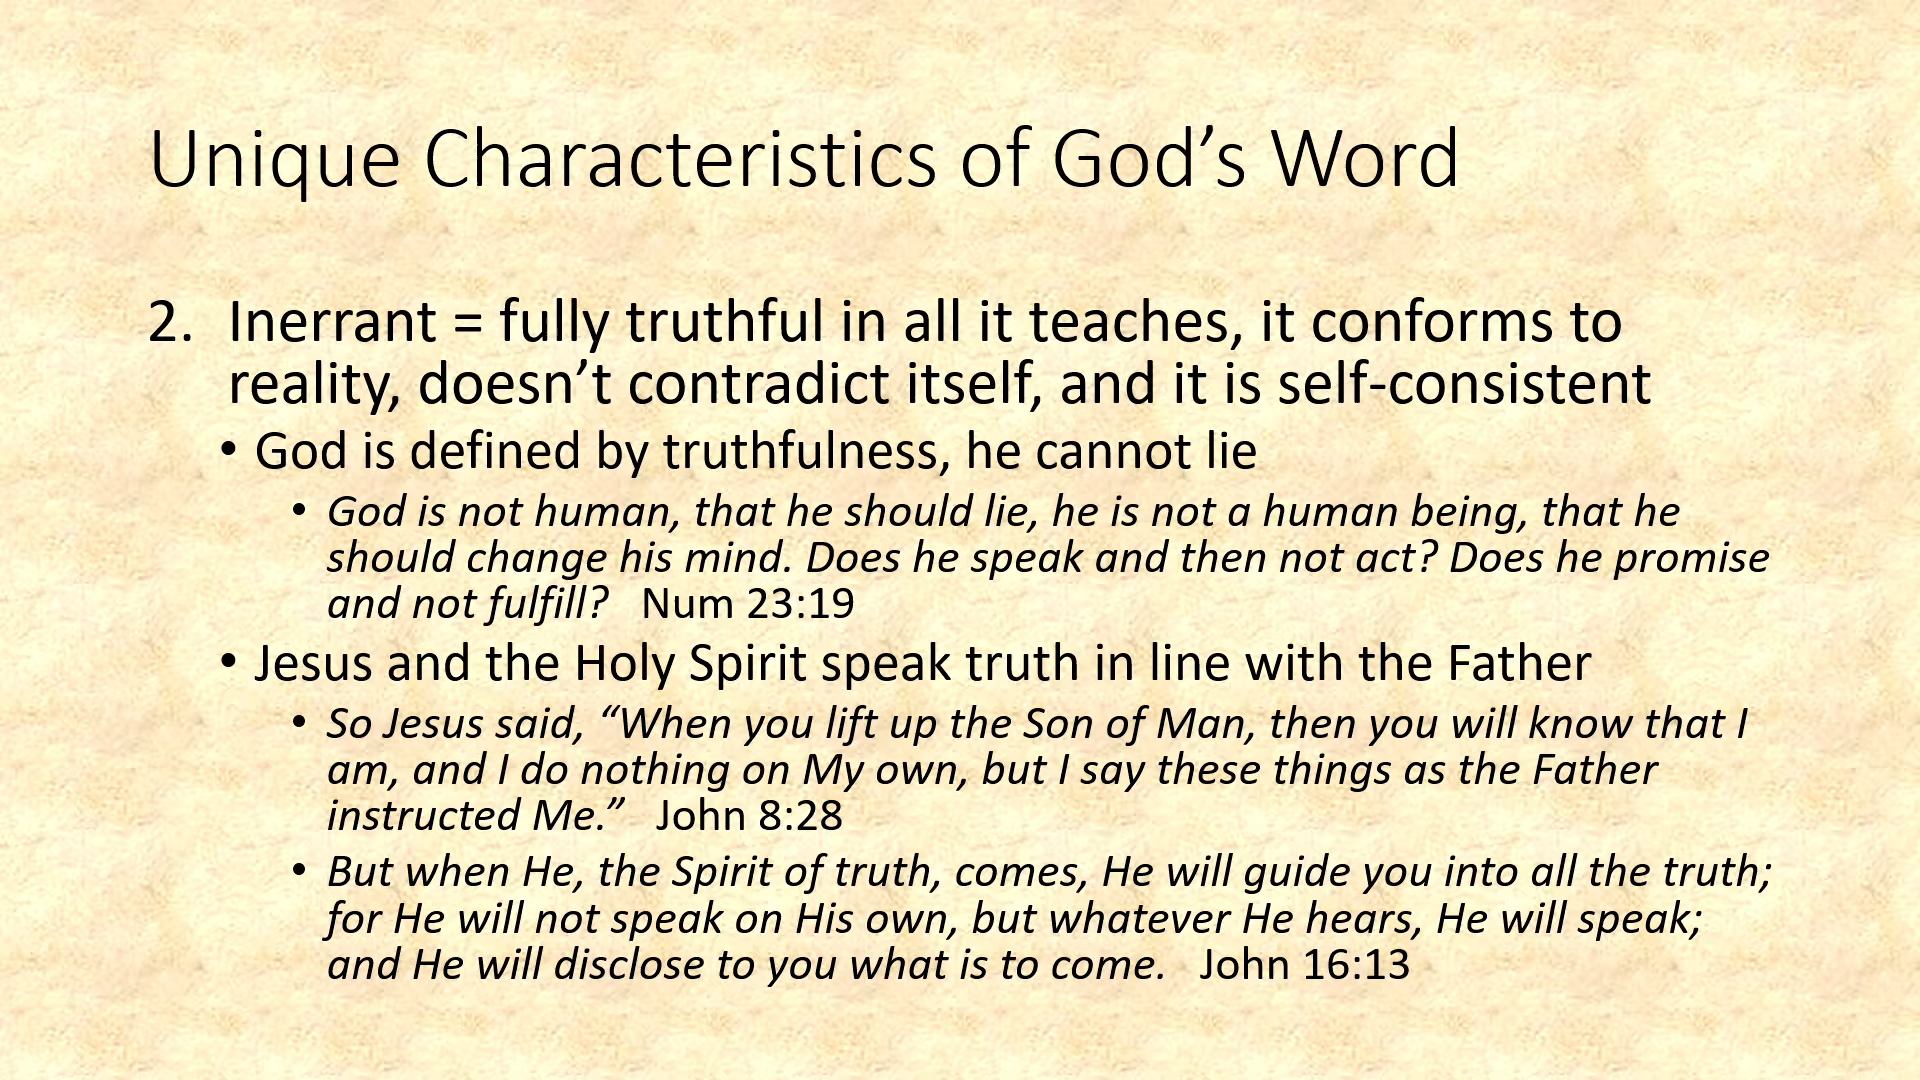 Unique Characteristics of God’s Word
2. Inerrant = fully truthful in all it teaches, it conforms to
reality, doesn’t contradict itself, and it is self-consistent
• God is defined by truthfulness, he cannot lie
• God is not human, that he should lie, he is not a human being, that he
should change his mind. Does he speak and then not act? Does he promise
and not fulfill? Num 23:19
• Jesus and the Holy Spirit speak truth in line with the Father
• So Jesus said, “When you lift up the Son of Man, then you will know that I
am, and I do nothing on My own, but I say these things as the Father
instructed Me.” John 8:28
• But when He, the Spirit of truth, comes, He will guide you into all the truth;
for He will not speak on His own, but whatever He hears, He will speak;
and He will disclose to you what is to come. John 16:13